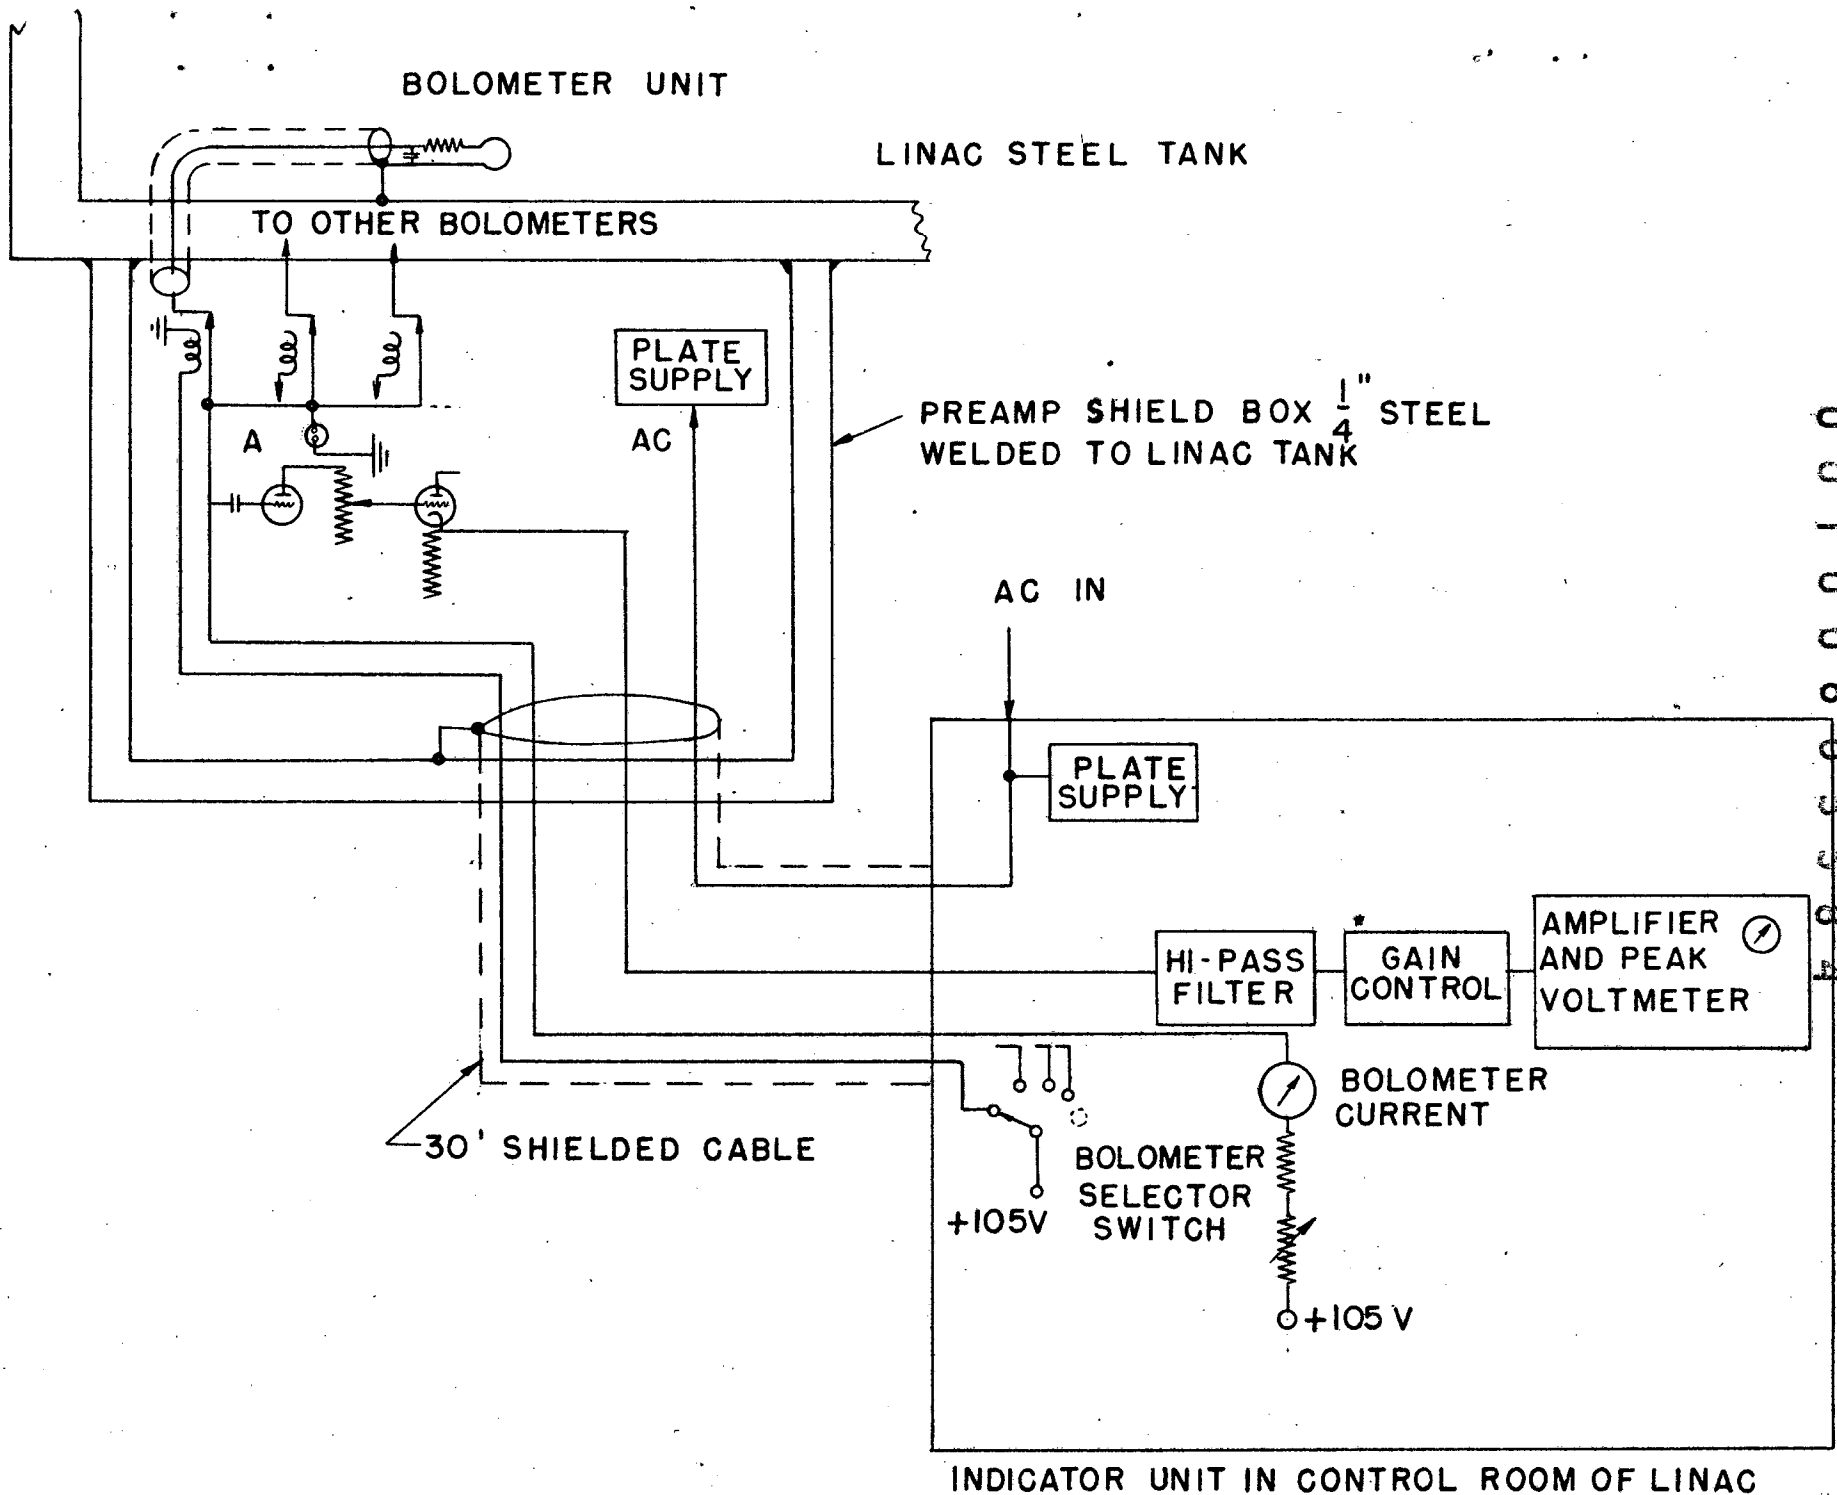 BOLOMETER UNIT
LINAC STEEL TANK
TO OTHER BOLOMETERS
PLATE
SUPPLY
A
AC
PREAMP SHIELD BOX 1/4" STEEL
WELDED TO LINAC TANK
AC IN
PLATE
SUPPLY
HI-PASS
FILTER
*
GAIN
CONTROL
AMPLIFIER
AND PEAK
VOLTMETER
30' SHIELDED CABLE
BOLOMETER
CURRENT
BOLOMETER
SELECTOR
SWITCH
+105V
+105 V
INDICATOR UNIT IN CONTROL ROOM OF LINAC